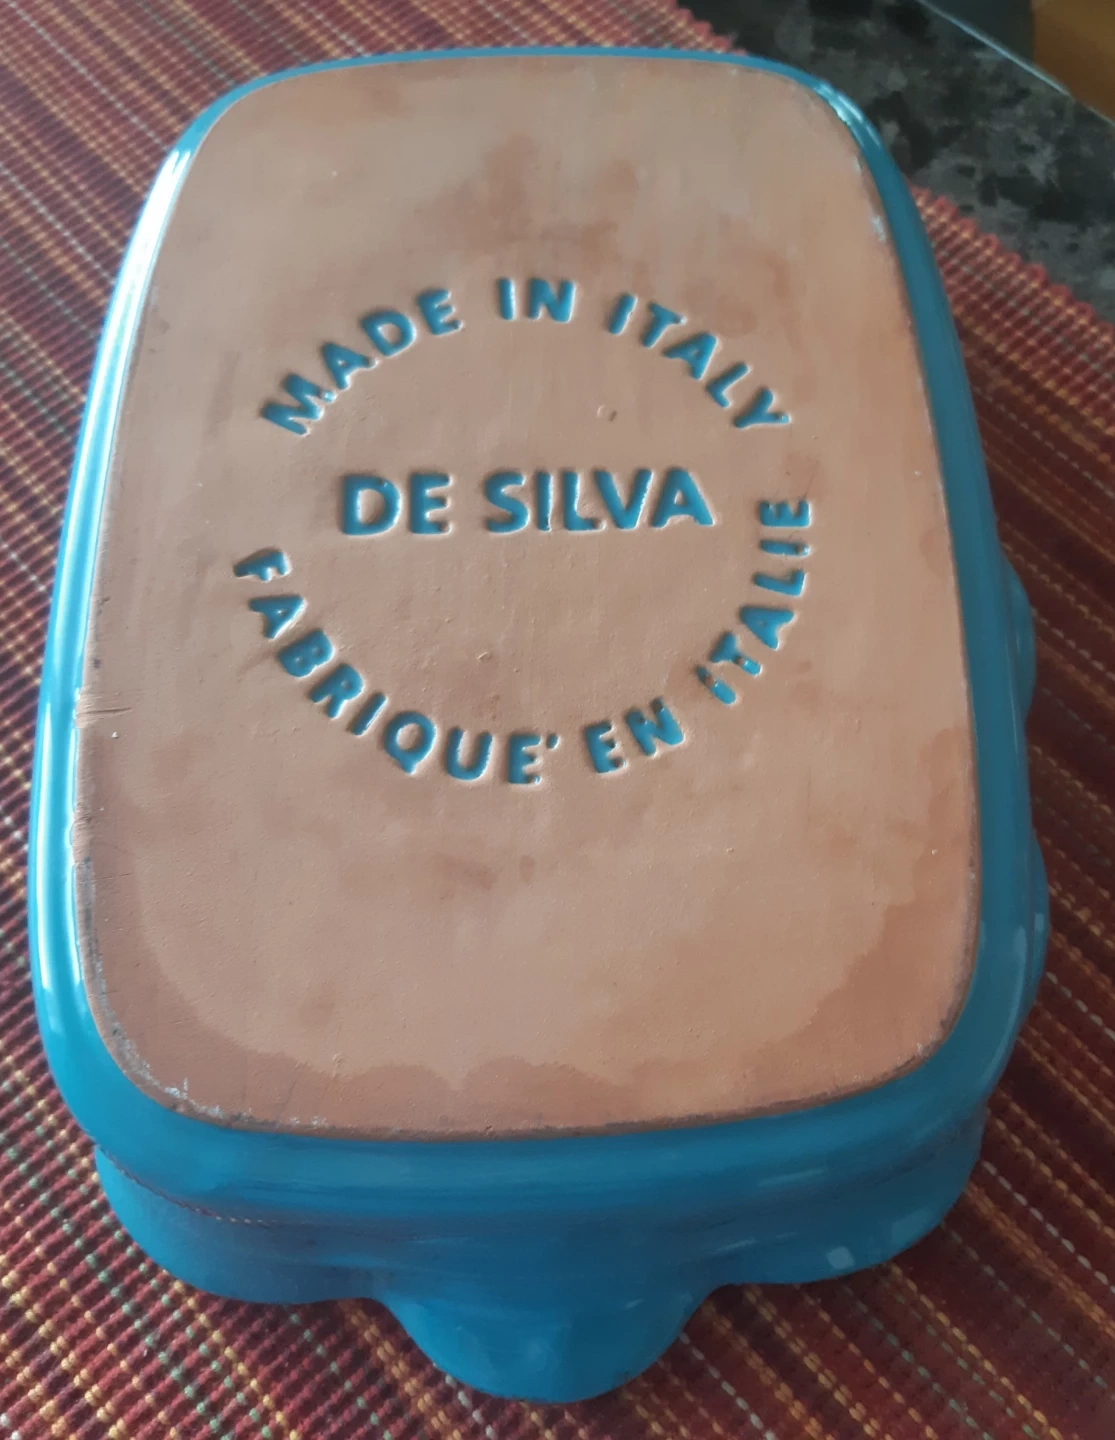 MADE IN ITALY
DE SILVA
FABRIQUE' EN ITALIE